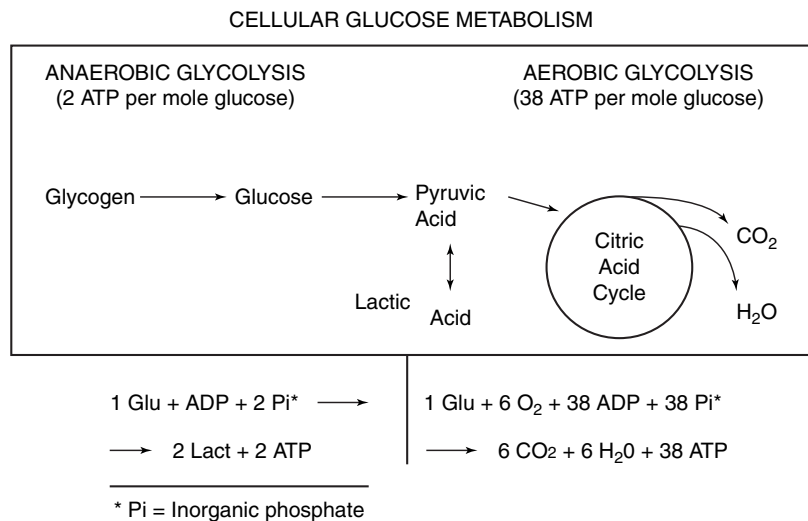 CELLULAR GLUCOSE METABOLISM
ANAEROBIC GLYCOLYSIS
(2 ATP per mole glucose)
AEROBIC GLYCOLYSIS
(38 ATP per mole glucose)
Glycogen
Glucose
Pyruvic
Acid
Lactic
Acid
Citric
Acid
Cycle
CO₂
H₂O
1 Glu + ADP + 2 Pi*
2 Lact + 2 ATP
1 Glu + 6 O₂ + 38 ADP + 38 Pi*
6 CO₂ + 6 H₂0 + 38 ATP
* Pi = Inorganic phosphate